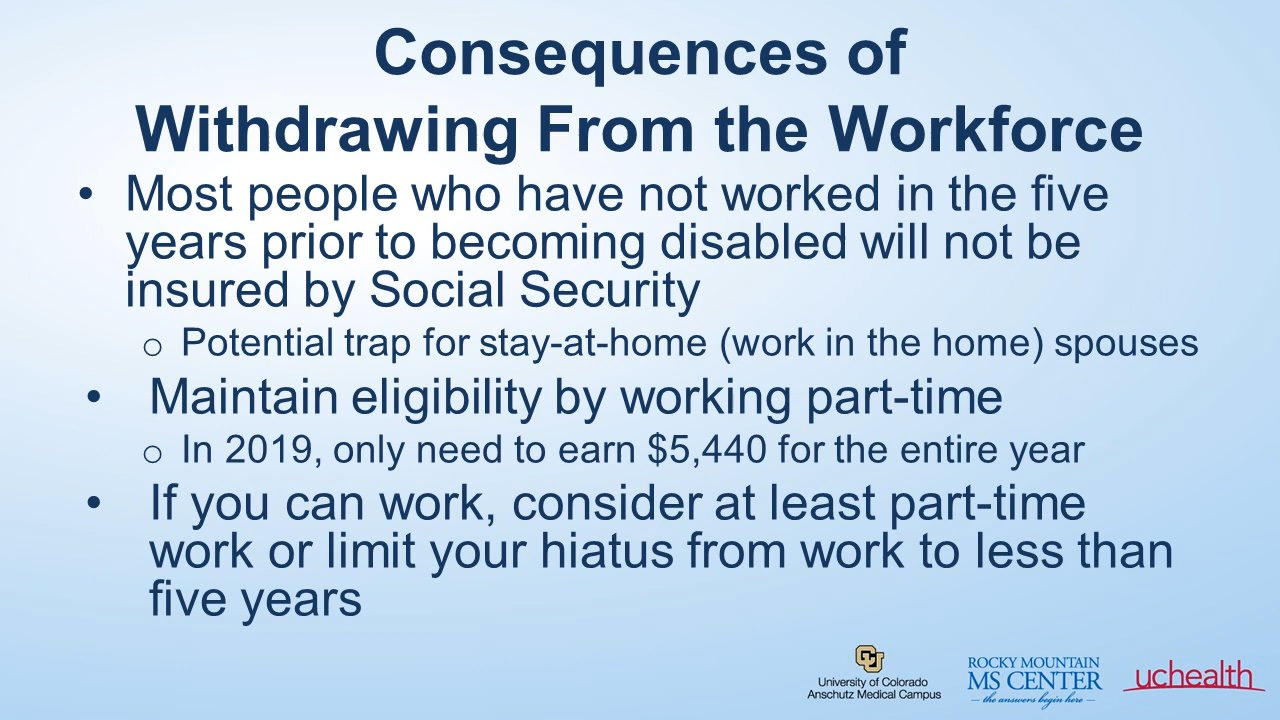 Consequences of
Withdrawing From the Workforce
• Most people who have not worked in the five
years prior to becoming disabled will not be
insured by Social Security
o Potential trap for stay-at-home (work in the home) spouses
• Maintain eligibility by working part-time
o In 2019, only need to earn $5,440 for the entire year
• If you can work, consider at least part-time
work or limit your hiatus from work to less than
five years
CU
University of Colorado
Anschutz Medical Campus
ROCKY MOUNTAIN
MS CENTER
— the answers begin here —
uchealth